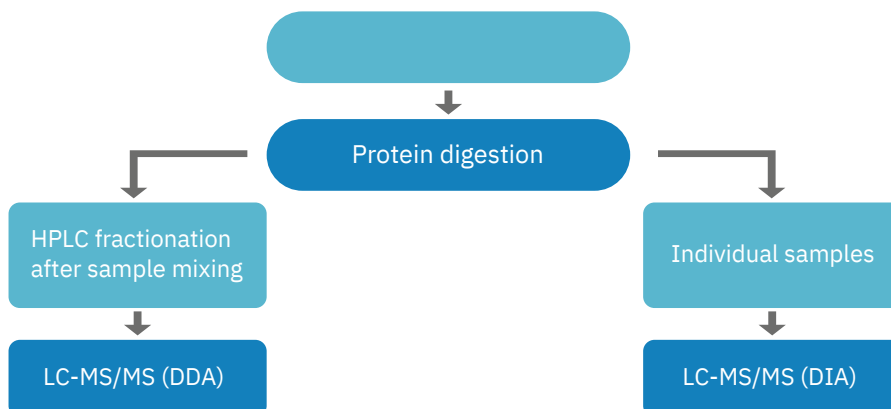 Protein digestion
HPLC fractionation
after sample mixing
Individual samples
LC-MS/MS (DDA)
LC-MS/MS (DIA)